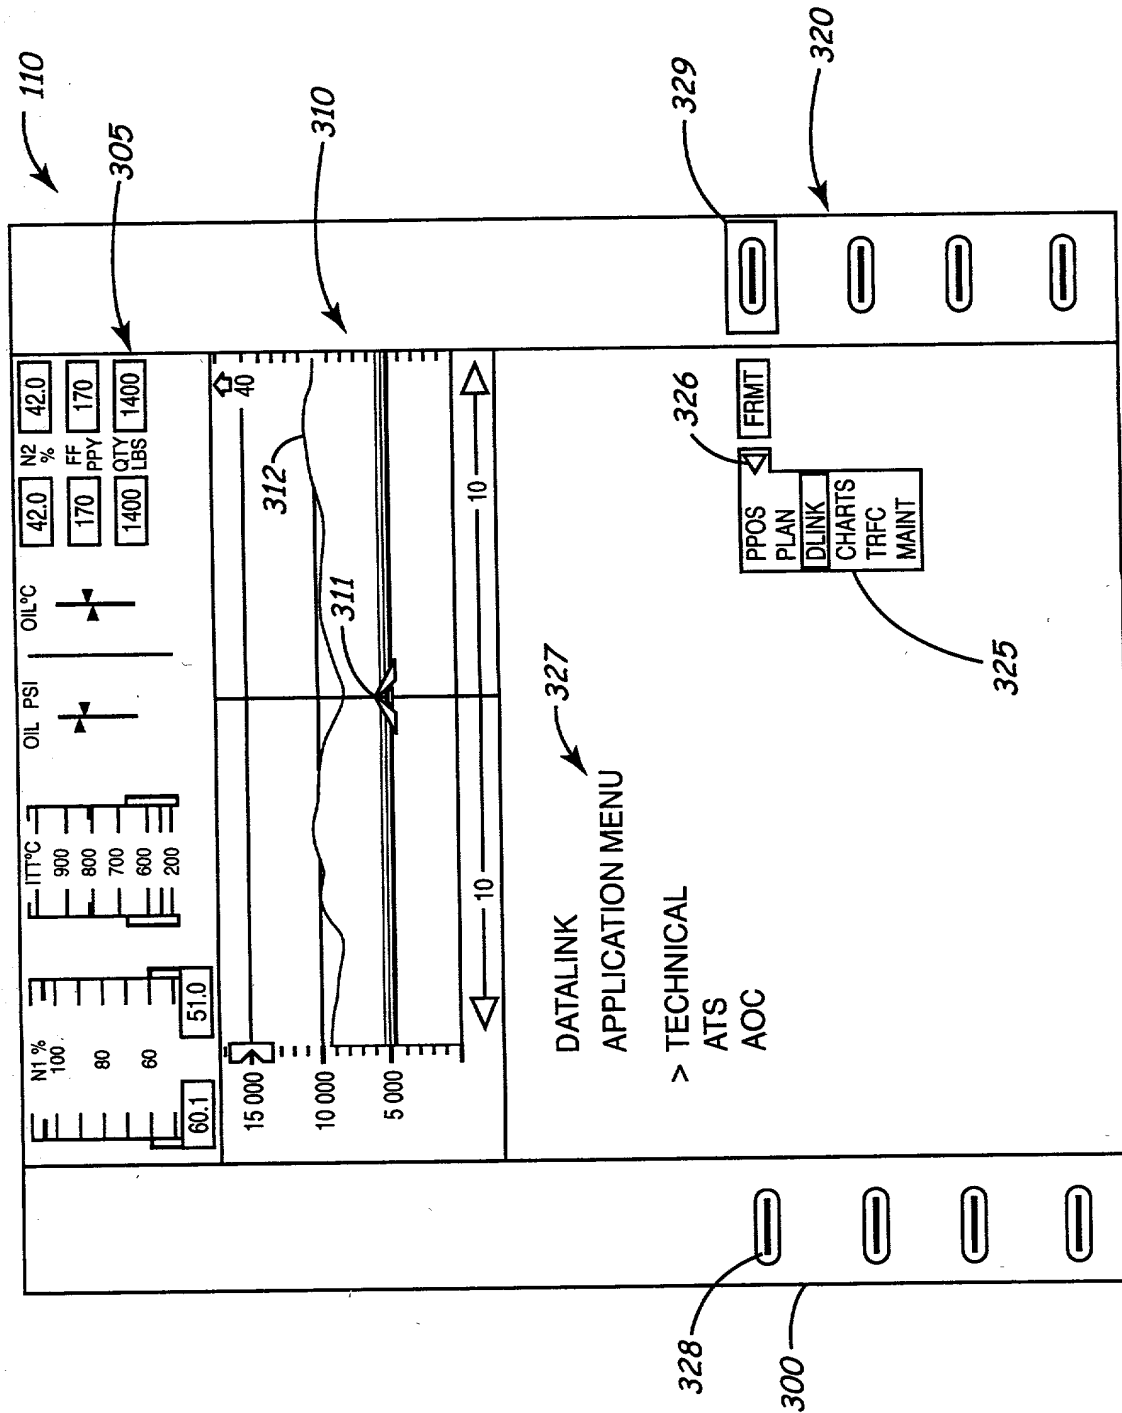 110
305
310
329
320
N1 %
100
80
60
60.1
51.0
ITT°C
900
800
700
600
200
OIL PSI
OIL°C
42.0
N2
%
42.0
170
FF
PPY
170
1400
QTY
LBS
1400
15 000
10 000
5 000
40
312
311
10
10
DATALINK
APPLICATION MENU
327
> TECHNICAL
ATS
AOC
PPOS
PLAN
DLINK
CHARTS
TRFC
MAINT
FRMT
326
325
328
300